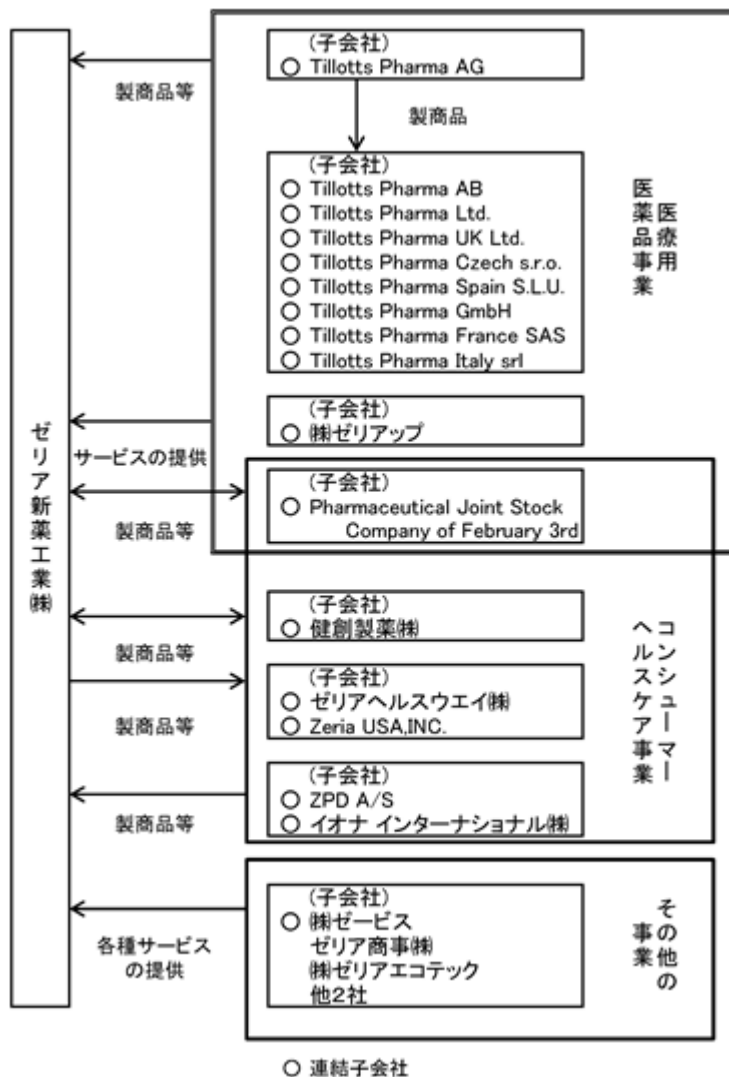 (子会社)
○ Tillotts Pharma AG
製商品等
製商品
(子会社)
○ Tillotts Pharma AB
○ Tillotts Pharma Ltd.
○ Tillotts Pharma UK Ltd.
○ Tillotts Pharma Czech s.r.o.
○ Tillotts Pharma Spain S.L.U.
○ Tillotts Pharma GmbH
○ Tillotts Pharma France SAS
○ Tillotts Pharma Italy srl
医療用
医薬品事業
(子会社)
○ ㈱ゼリアップ
サービスの提供
ゼリア新薬工業㈱
(子会社)
○ Pharmaceutical Joint Stock
Company of February 3rd
製商品等
(子会社)
○ 健創製薬㈱
製商品等
(子会社)
○ ゼリアヘルスウエイ㈱
○ Zeria USA,INC.
製商品等
コンシューマー
ヘルスケア事業
(子会社)
○ ZPD A/S
○ イオナ インターナショナル㈱
製商品等
(子会社)
○ ㈱ゼービス
ゼリア商事㈱
㈱ゼリアエコテック
他2社
各種サービス
の提供
その他の
事業
○ 連結子会社